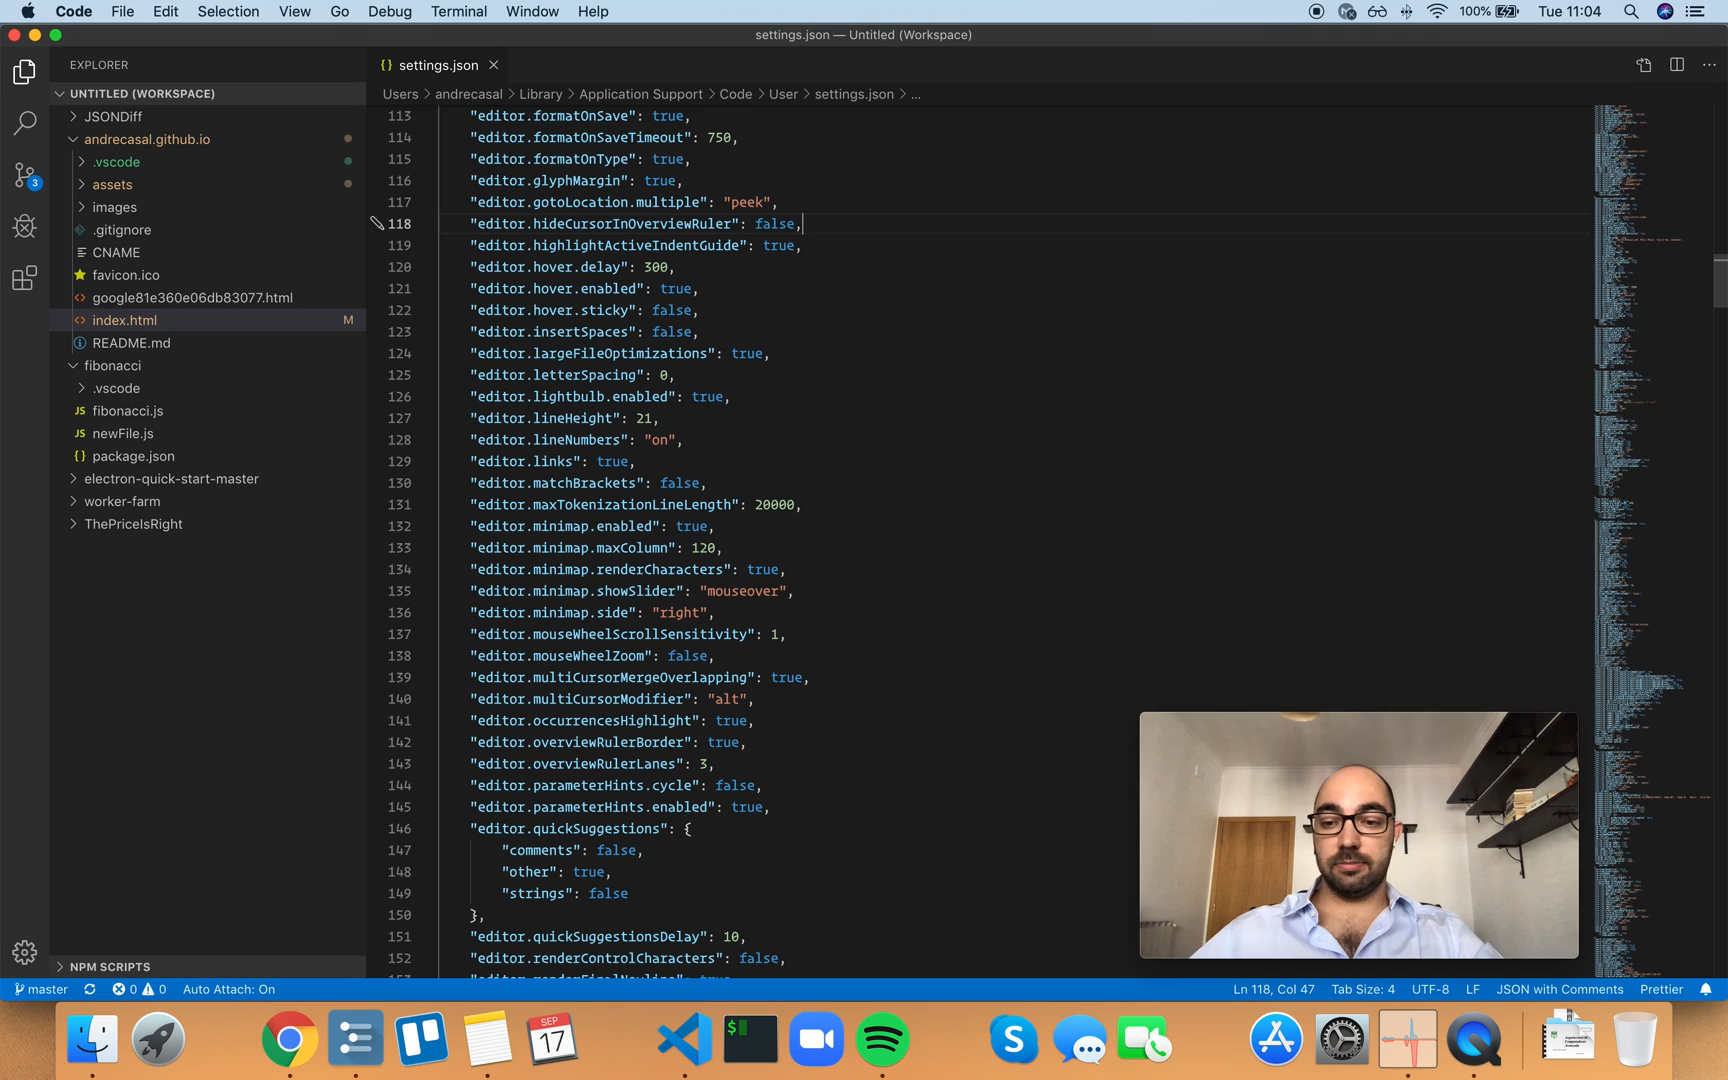 Code File Edit Selection View Go Debug Terminal Window Help
100% Tue 11:04
settings.json — Untitled (Workspace)
EXPLORER
UNTITLED (WORKSPACE)
JSONDiff
andrecasal.github.io
.vscode
assets
images
.gitignore
CNAME
favicon.ico
google81e360e06db83077.html
index.html M
README.md
fibonacci
.vscode
JS fibonacci.js
JS newFile.js
{} package.json
electron-quick-start-master
worker-farm
ThePriceIsRight
NPM SCRIPTS
3
{} settings.json
Users > andrecasal > Library > Application Support > Code > User > settings.json > ...
113 "editor.formatOnSave": true,
114 "editor.formatOnSaveTimeout": 750,
115 "editor.formatOnType": true,
116 "editor.glyphMargin": true,
117 "editor.gotoLocation.multiple": "peek",
118 "editor.hideCursorInOverviewRuler": false,
119 "editor.highlightActiveIndentGuide": true,
120 "editor.hover.delay": 300,
121 "editor.hover.enabled": true,
122 "editor.hover.sticky": false,
123 "editor.insertSpaces": false,
124 "editor.largeFileOptimizations": true,
125 "editor.letterSpacing": 0,
126 "editor.lightbulb.enabled": true,
127 "editor.lineHeight": 21,
128 "editor.lineNumbers": "on",
129 "editor.links": true,
130 "editor.matchBrackets": false,
131 "editor.maxTokenizationLineLength": 20000,
132 "editor.minimap.enabled": true,
133 "editor.minimap.maxColumn": 120,
134 "editor.minimap.renderCharacters": true,
135 "editor.minimap.showSlider": "mouseover",
136 "editor.minimap.side": "right",
137 "editor.mouseWheelScrollSensitivity": 1,
138 "editor.mouseWheelZoom": false,
139 "editor.multiCursorMergeOverlapping": true,
140 "editor.multiCursorModifier": "alt",
141 "editor.occurrencesHighlight": true,
142 "editor.overviewRulerBorder": true,
143 "editor.overviewRulerLanes": 3,
144 "editor.parameterHints.cycle": false,
145 "editor.parameterHints.enabled": true,
146 "editor.quickSuggestions": {
147 "comments": false,
148 "other": true,
149 "strings": false
150 },
151 "editor.quickSuggestionsDelay": 10,
152 "editor.renderControlCharacters": false,
master 0 0 Auto Attach: On
Ln 118, Col 47 Tab Size: 4 UTF-8 LF JSON with Comments Prettier
SEP
17
$
S